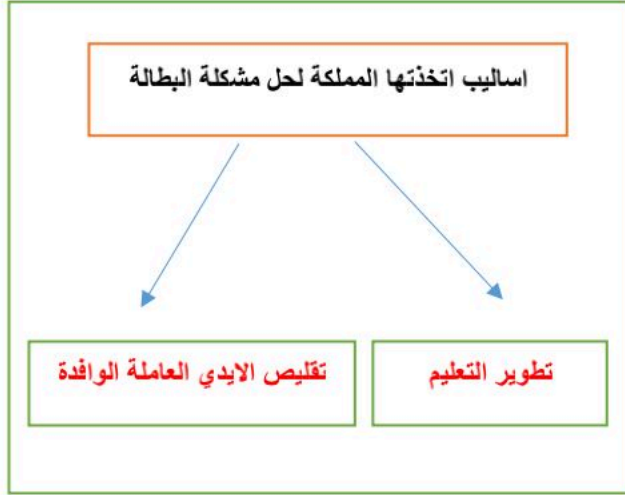 اساليب اتخذتها المملكة لحل مشكلة البطالة
تطوير التعليم
تقليص الايدي العاملة الوافدة